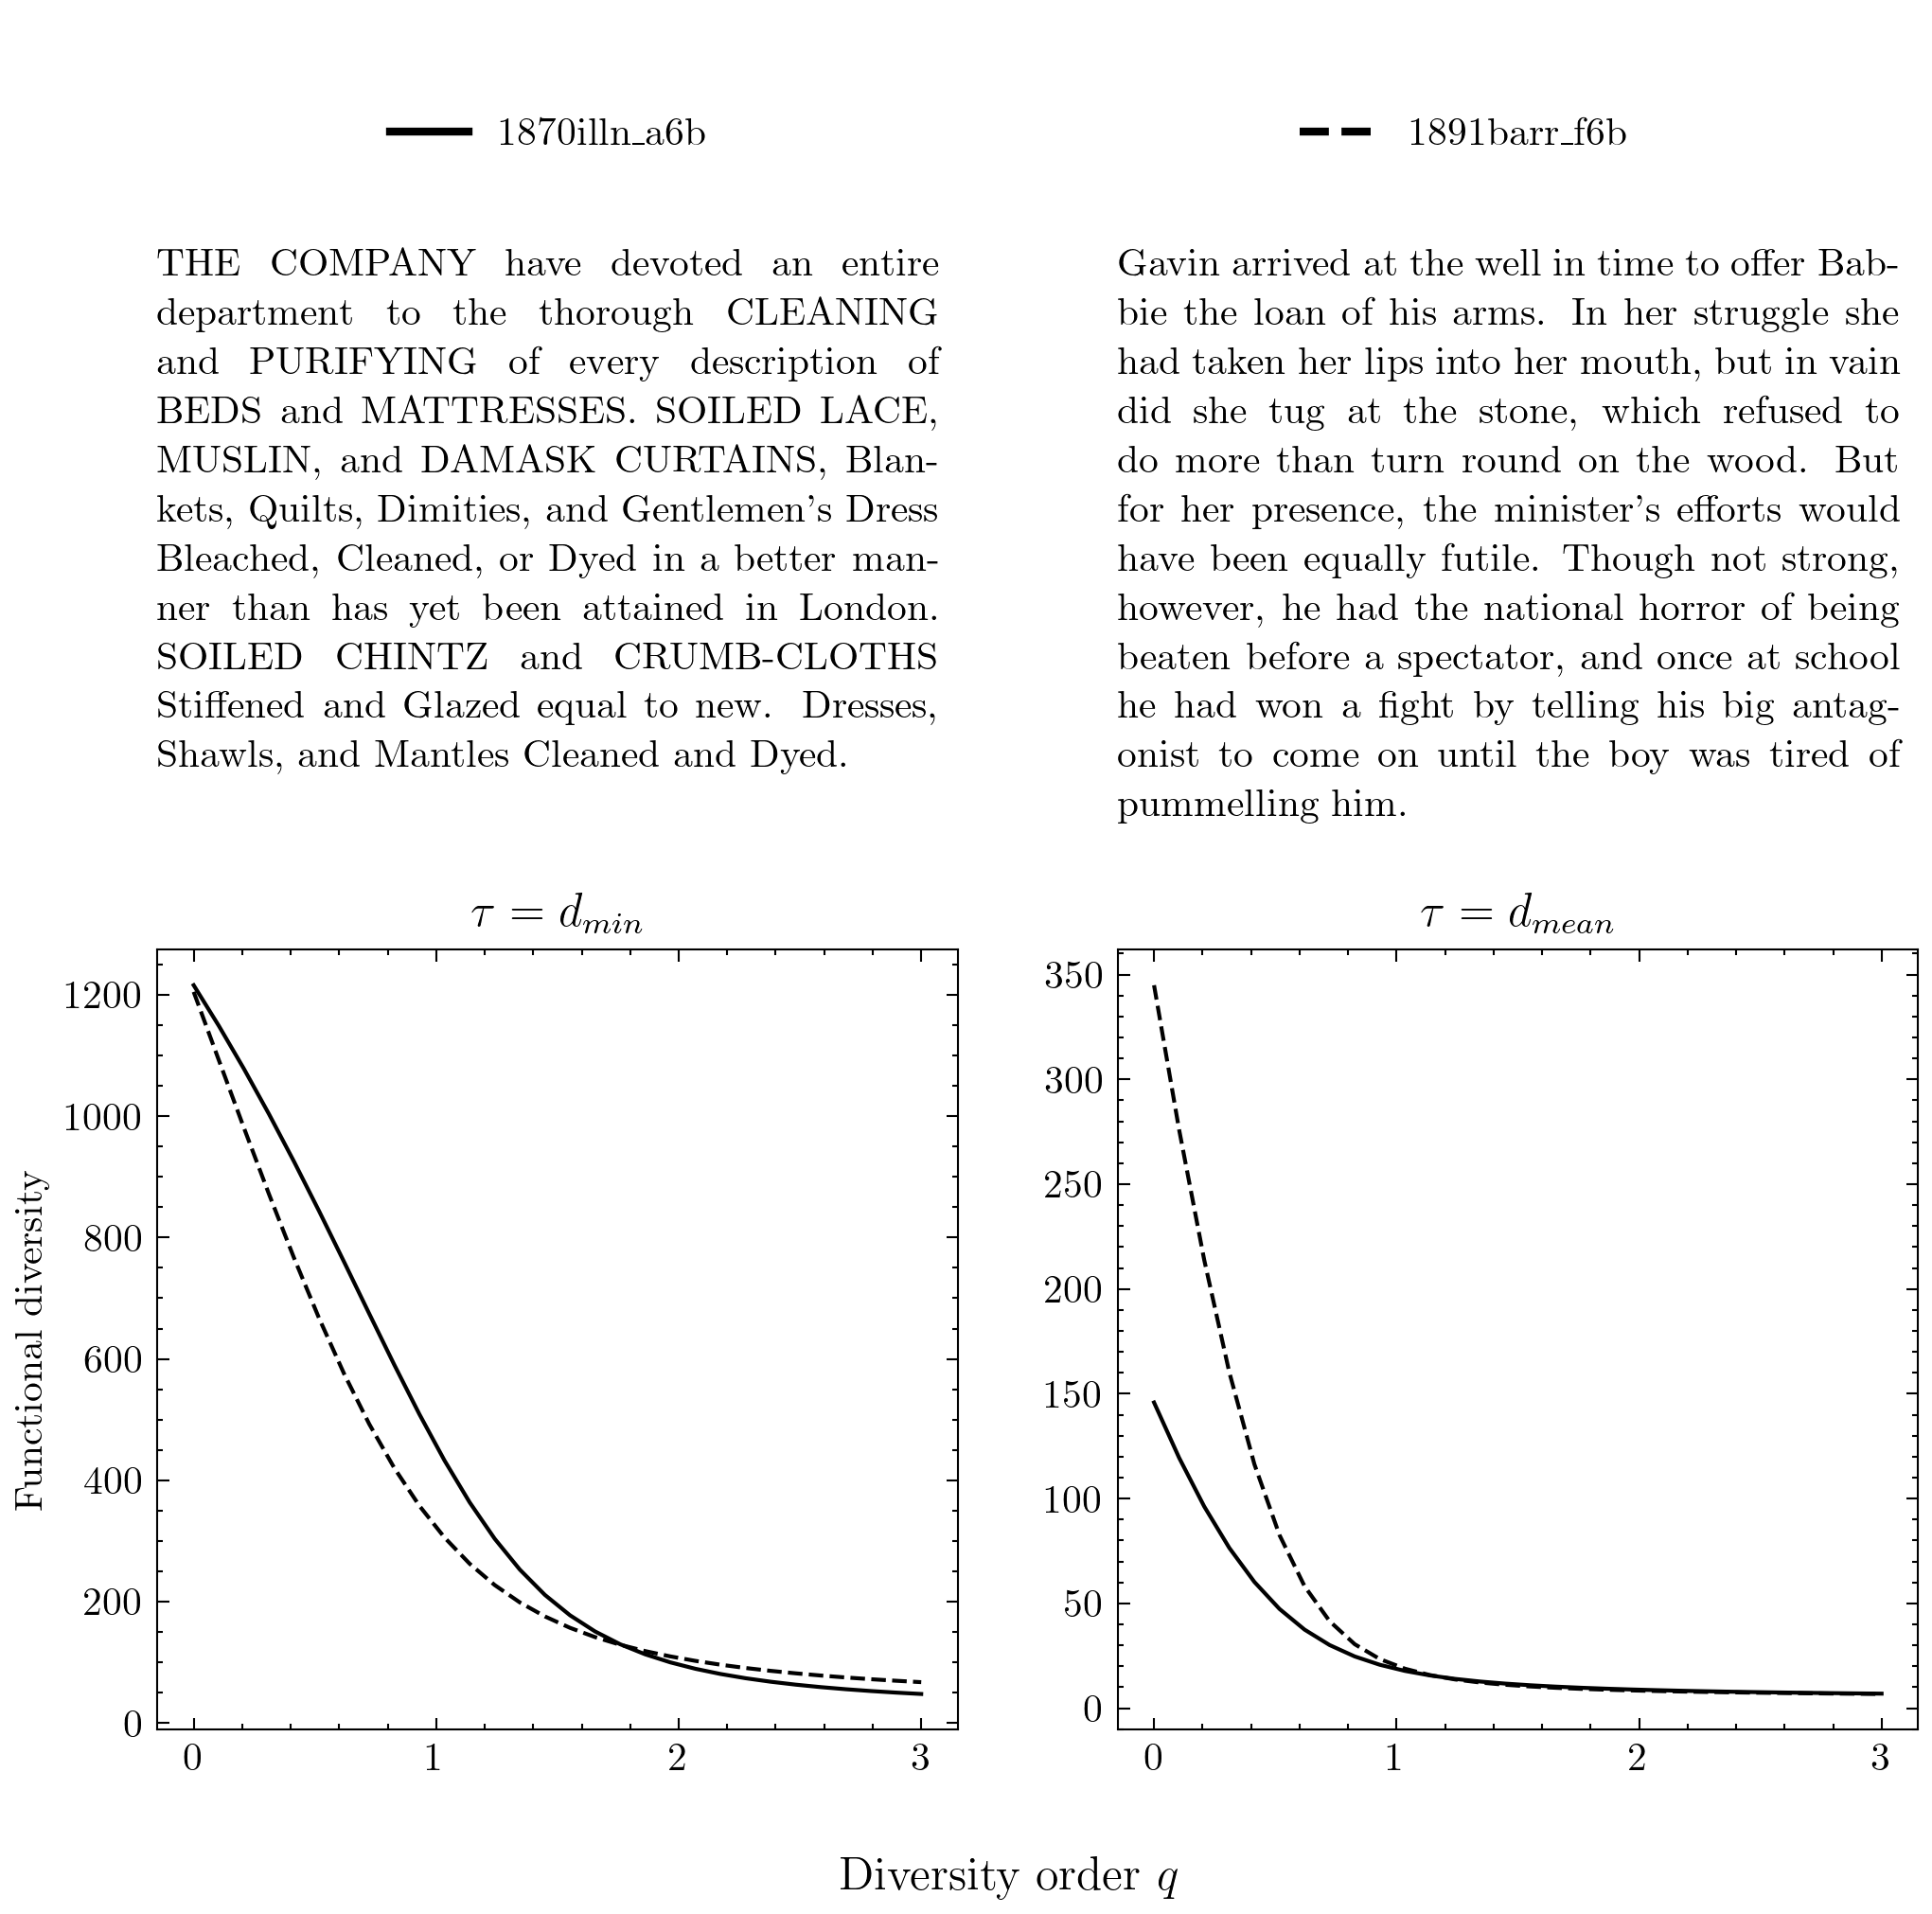 1870illn_a6b
1891barr_f6b
THE COMPANY have devoted an entire
department to the thorough CLEANING
and PURIFYING of every description of
BEDS and MATTRESSES. SOILED LACE,
MUSLIN, and DAMASK CURTAINS, Blan-
kets, Quilts, Dimities, and Gentlemen's Dress
Bleached, Cleaned, or Dyed in a better man-
ner than has yet been attained in London.
SOILED CHINTZ and CRUMB-CLOTHS
Stiffened and Glazed equal to new. Dresses,
Shawls, and Mantles Cleaned and Dyed.
Gavin arrived at the well in time to offer Bab-
bie the loan of his arms. In her struggle she
had taken her lips into her mouth, but in vain
did she tug at the stone, which refused to
do more than turn round on the wood. But
for her presence, the minister's efforts would
have been equally futile. Though not strong,
however, he had the national horror of being
beaten before a spectator, and once at school
he had won a fight by telling his big antag-
onist to come on until the boy was tired of
pummelling him.
τ = d_min
1200
1000
800
600
400
200
0
0 1 2 3
Functional diversity
τ = d_mean
350
300
250
200
150
100
50
0
0 1 2 3
Diversity order q